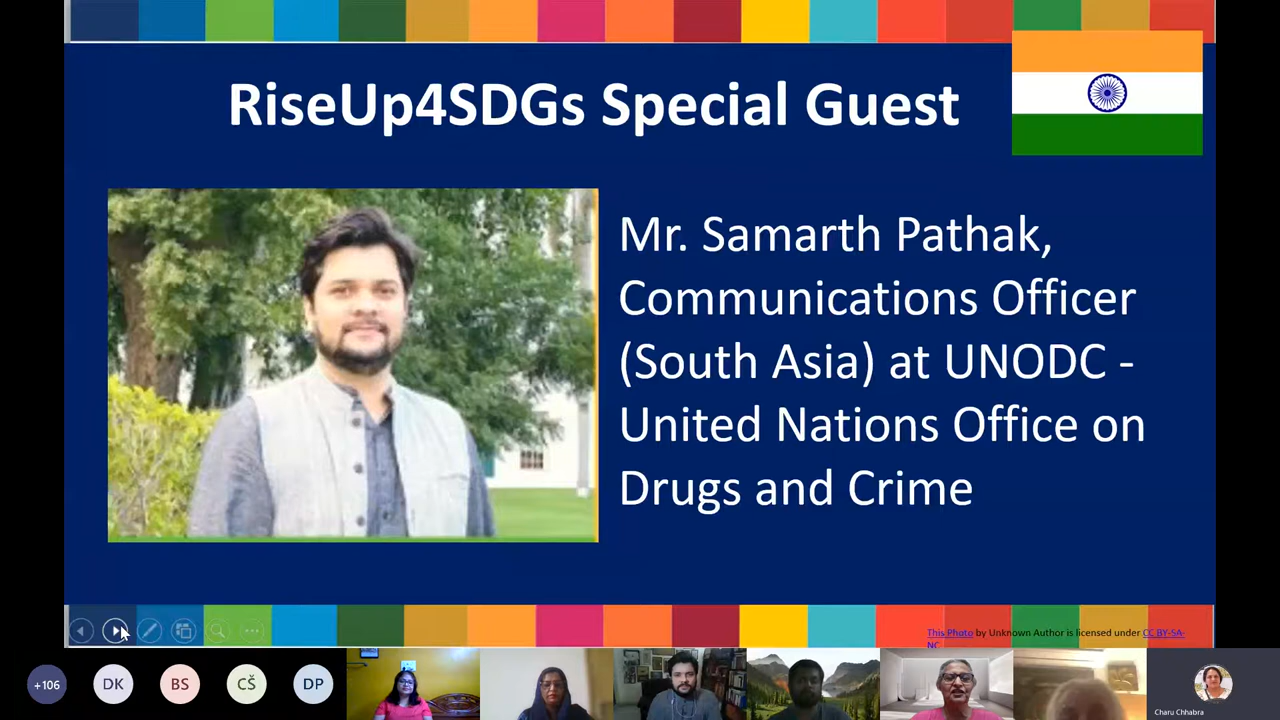 RiseUp4SDGs Special Guest
Mr. Samarth Pathak,
Communications Officer
(South Asia) at UNODC -
United Nations Office on
Drugs and Crime
This Photo by Unknown Author is licensed under CC BY-SA-
NC
+106 DK BS CŠ DP
Charu Chhabra